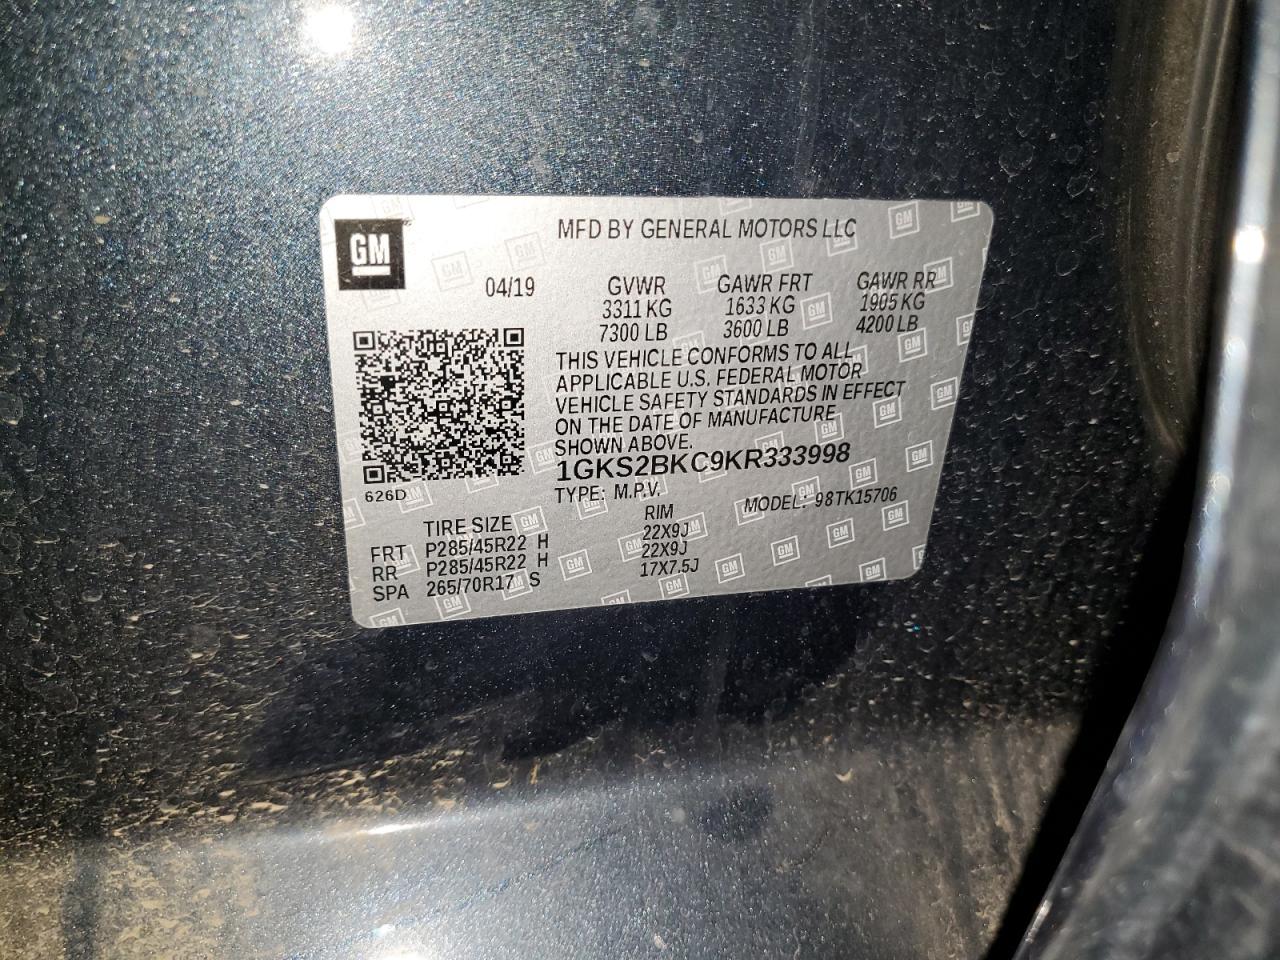 GM
MFD BY GENERAL MOTORS LLC
04/19 GVWR GAWR FRT GAWR RR
3311 KG 1633 KG 1905 KG
7300 LB 3600 LB 4200 LB
THIS VEHICLE CONFORMS TO ALL
APPLICABLE U.S. FEDERAL MOTOR
VEHICLE SAFETY STANDARDS IN EFFECT
ON THE DATE OF MANUFACTURE
SHOWN ABOVE.
1GKS2BKC9KR333998
626D
TYPE: M.P.V. MODEL: 98TK15706
TIRE SIZE RIM
FRT P285/45R22 H 22X9J
RR P285/45R22 H 22X9J
SPA 265/70R17 S 17X7.5J